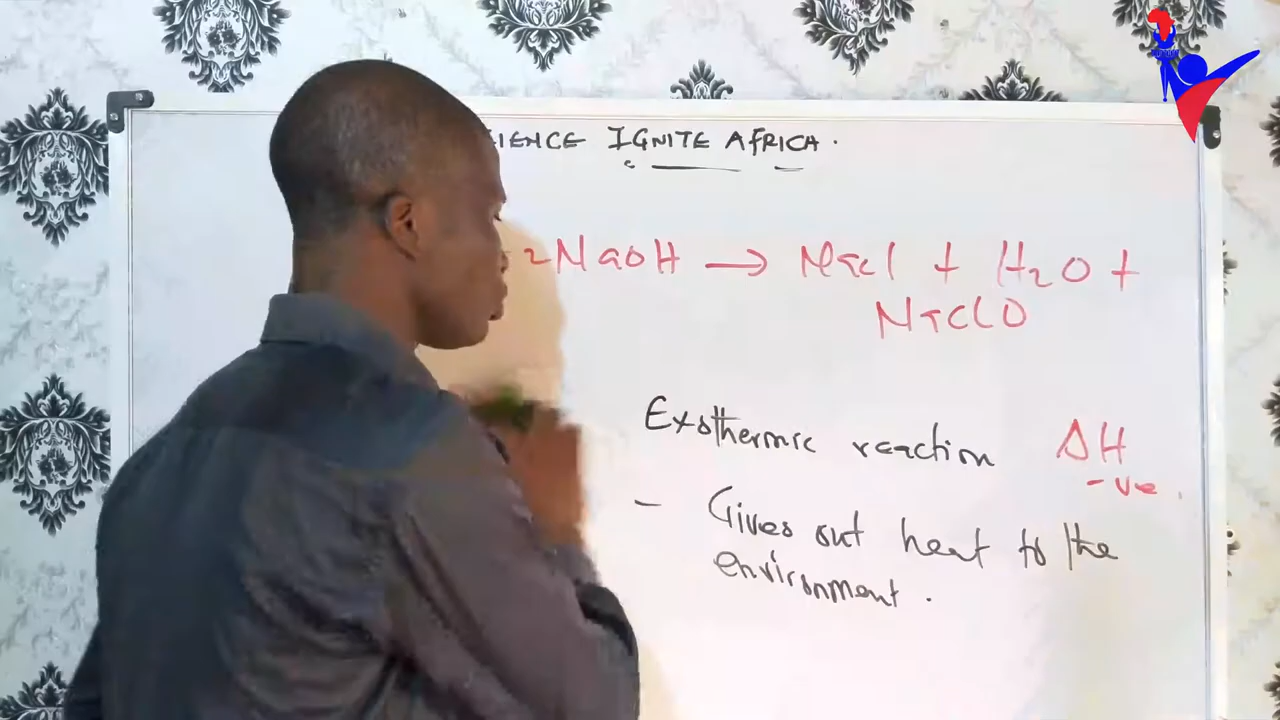 IENCE IGNITE AFRICA.
2NaOH → NaCl + H2O +
NaClO
Exothermic reaction ΔH
-ve.
- Gives out heat to the
environment.